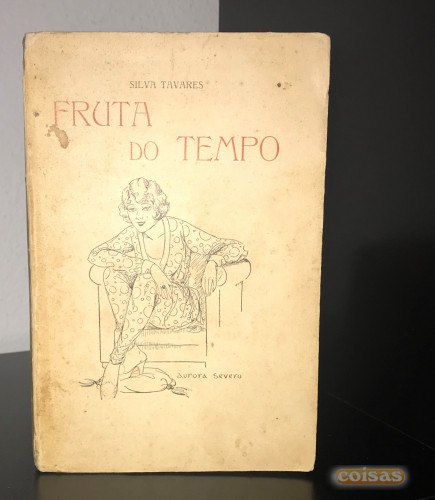 SILVA TAVARES
FRUTA
DO TEMPO
Aurora Severo
coisas